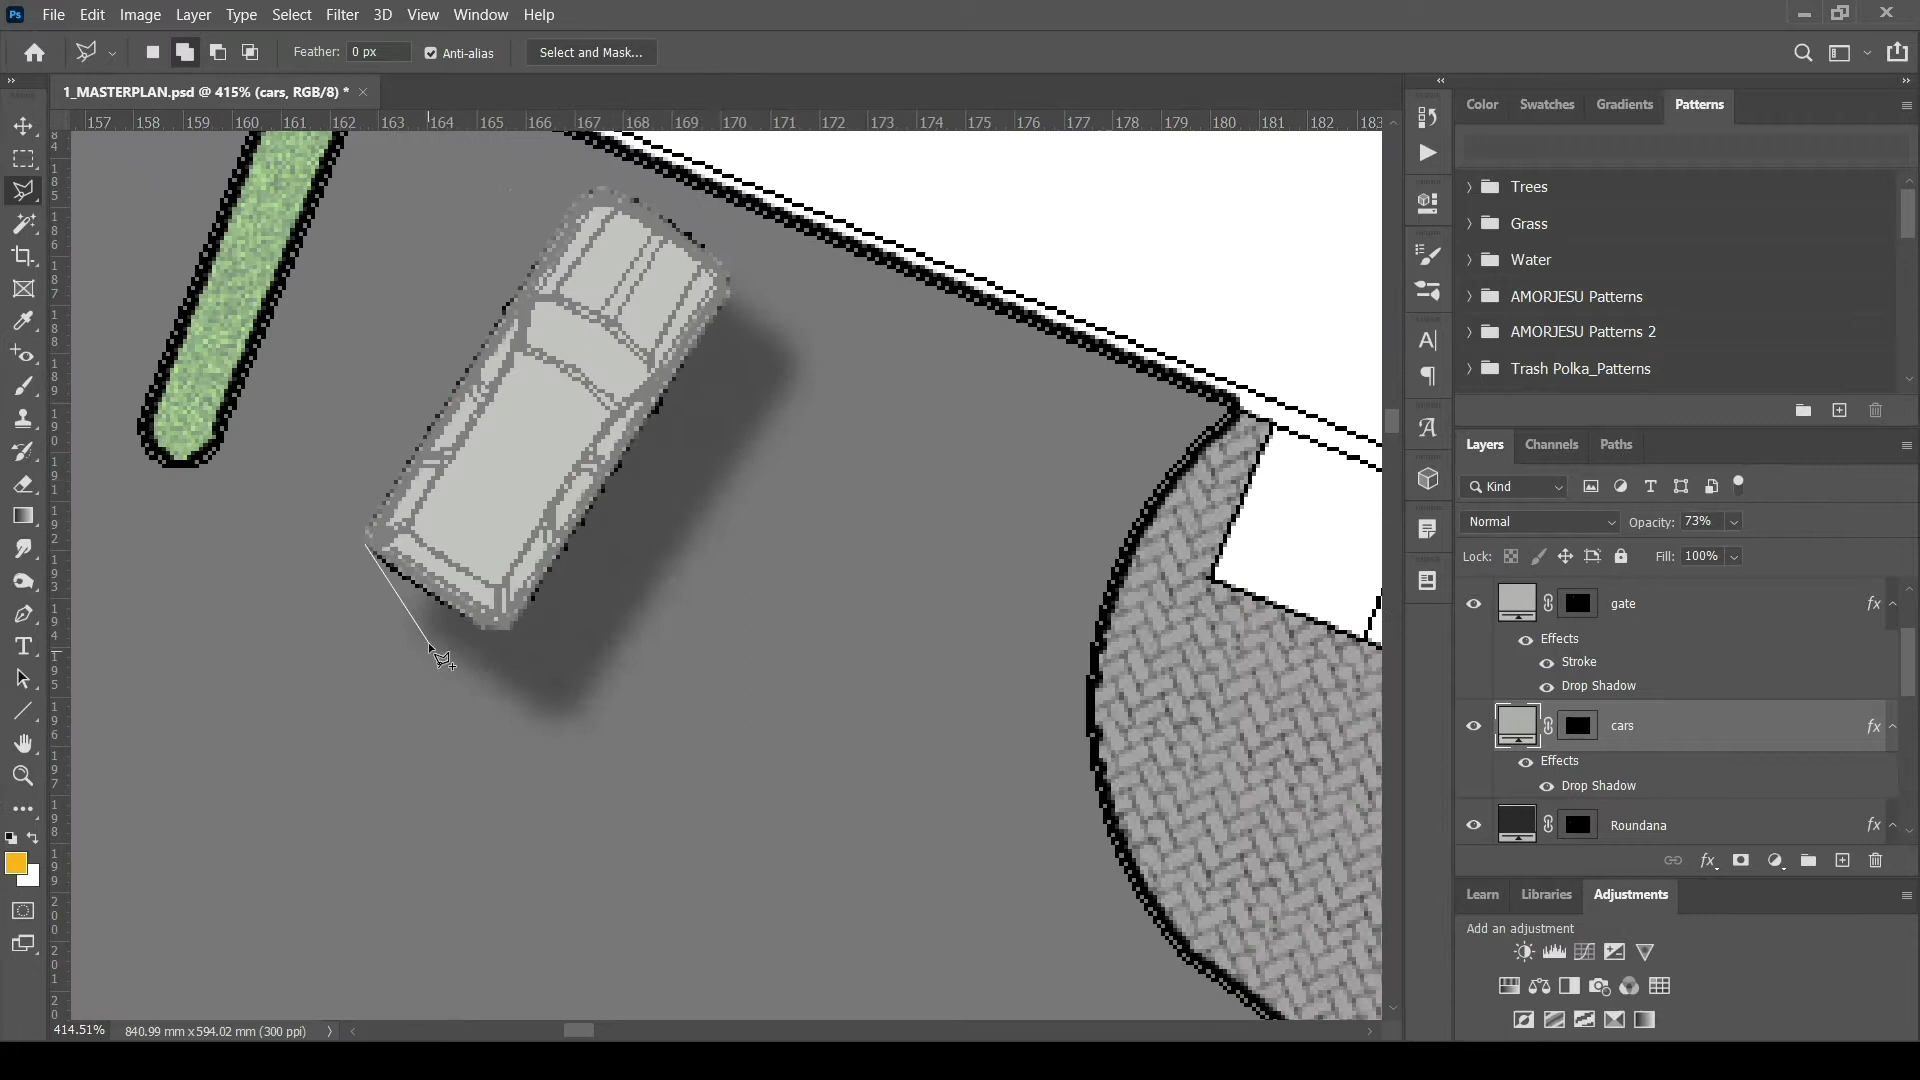 Ps File Edit Image Layer Type Select Filter 3D View Window Help
Feather: 0 px Anti-alias Select and Mask...
1_MASTERPLAN.psd @ 415% (cars, RGB/8) *
157 158 159 160 161 162 163 164 165 166 167 168 169 170 171 172 173 174 175 176 177 178 179 180 181 182 183
Color Swatches Gradients Patterns
Trees
Grass
Water
AMORJESU Patterns
AMORJESU Patterns 2
Trash Polka_Patterns
Layers Channels Paths
Kind
Normal Opacity: 73%
Lock: Fill: 100%
gate fx
Effects
Stroke
Drop Shadow
cars fx
Effects
Drop Shadow
Roundana fx
fx
Learn Libraries Adjustments
Add an adjustment
414.51% 840.99 mm x 594.02 mm (300 ppi)